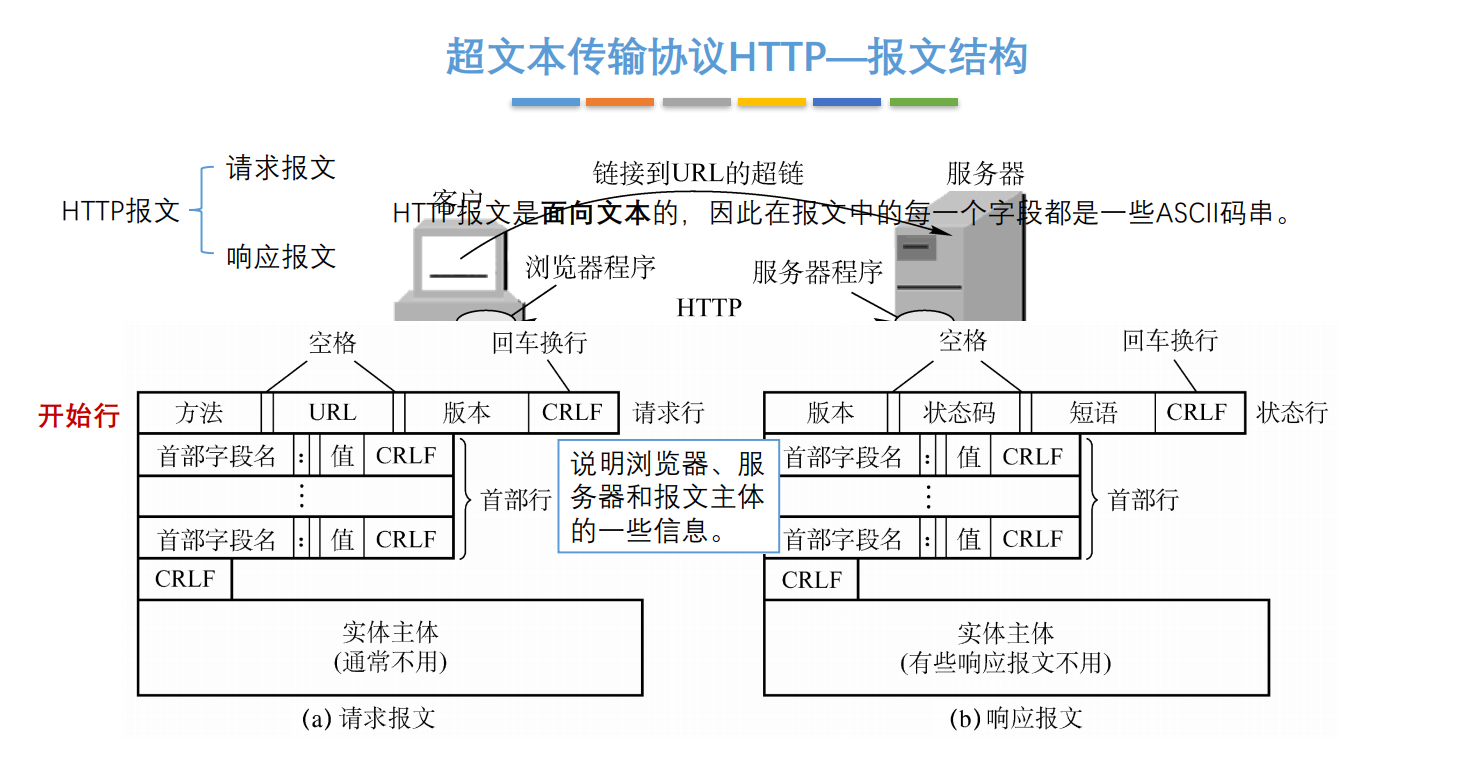 超文本传输协议HTTP—报文结构
请求报文
HTTP报文
响应报文
链接到URL的超链
服务器
客户
HTTP报文是面向文本的，因此在报文中的每一个字段都是一些ASCII码串。
浏览器程序
服务器程序
HTTP
空格
回车换行
空格
回车换行
开始行
方法 URL 版本 CRLF 请求行
版本 状态码 短语 CRLF 状态行
首部字段名 : 值 CRLF
⋮
首部字段名 : 值 CRLF
首部行
CRLF
说明浏览器、服
务器和报文主体
的一些信息。
首部字段名 : 值 CRLF
⋮
首部字段名 : 值 CRLF
首部行
CRLF
实体主体
(通常不用)
实体主体
(有些响应报文不用)
(a) 请求报文
(b) 响应报文